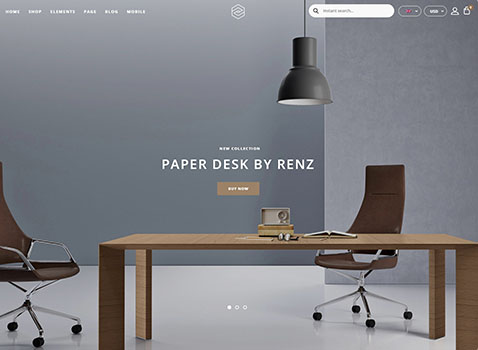 HOME SHOP ELEMENTS PAGE BLOG MOBILE
Instant search...
USD
NEW COLLECTION
PAPER DESK BY RENZ
BUY NOW